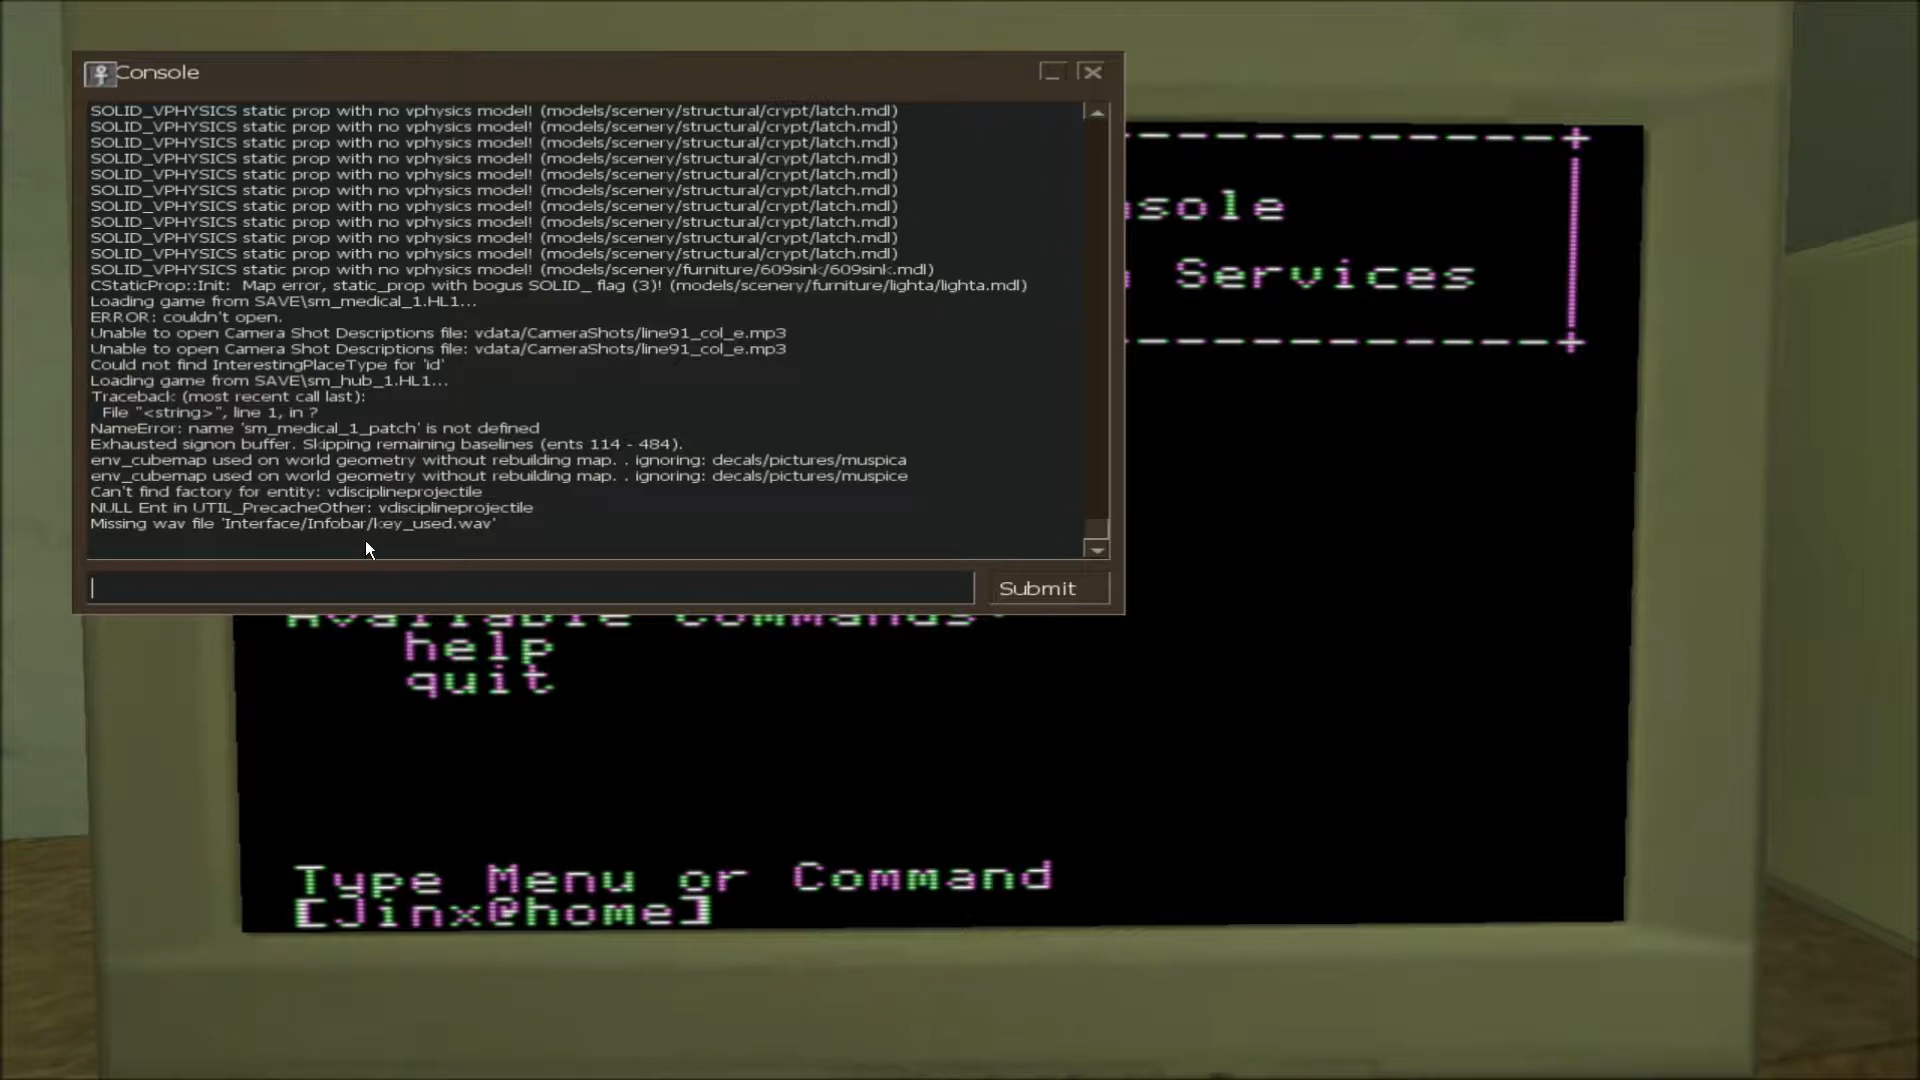 Console
SOLID_VPHYSICS static prop with no vphysics model! (models/scenery/structural/crypt/latch.mdl)
SOLID_VPHYSICS static prop with no vphysics model! (models/scenery/structural/crypt/latch.mdl)
SOLID_VPHYSICS static prop with no vphysics model! (models/scenery/structural/crypt/latch.mdl)
SOLID_VPHYSICS static prop with no vphysics model! (models/scenery/structural/crypt/latch.mdl)
SOLID_VPHYSICS static prop with no vphysics model! (models/scenery/structural/crypt/latch.mdl)
SOLID_VPHYSICS static prop with no vphysics model! (models/scenery/structural/crypt/latch.mdl)
SOLID_VPHYSICS static prop with no vphysics model! (models/scenery/structural/crypt/latch.mdl)
SOLID_VPHYSICS static prop with no vphysics model! (models/scenery/structural/crypt/latch.mdl)
SOLID_VPHYSICS static prop with no vphysics model! (models/scenery/structural/crypt/latch.mdl)
SOLID_VPHYSICS static prop with no vphysics model! (models/scenery/structural/crypt/latch.mdl)
SOLID_VPHYSICS static prop with no vphysics model! (models/scenery/furniture/609sink/609sink.mdl)
CStaticProp::Init: Map error, static_prop with bogus SOLID_ flag (3)! (models/scenery/furniture/lighta/lighta.mdl)
Loading game from SAVE\sm_medical_1.HL1...
ERROR: couldn't open.
Unable to open Camera Shot Descriptions file: vdata/CameraShots/line91_col_e.mp3
Unable to open Camera Shot Descriptions file: vdata/CameraShots/line91_col_e.mp3
Could not find InterestingPlaceType for 'id'
Loading game from SAVE\sm_hub_1.HL1...
Traceback (most recent call last):
File "<string>", line 1, in ?
NameError: name 'sm_medical_1_patch' is not defined
Exhausted signon buffer. Skipping remaining baselines (ents 114 - 484).
env_cubemap used on world geometry without rebuilding map. . ignoring: decals/pictures/muspica
env_cubemap used on world geometry without rebuilding map. . ignoring: decals/pictures/muspice
Can't find factory for entity: vdisciplineprojectile
NULL Ent in UTIL_PrecacheOther: vdisciplineprojectile
Missing wav file 'Interface/Infobar/key_used.wav'
Submit
sole
Services
Available Commands:
help
quit
Type Menu or Command
[Jinx@home]